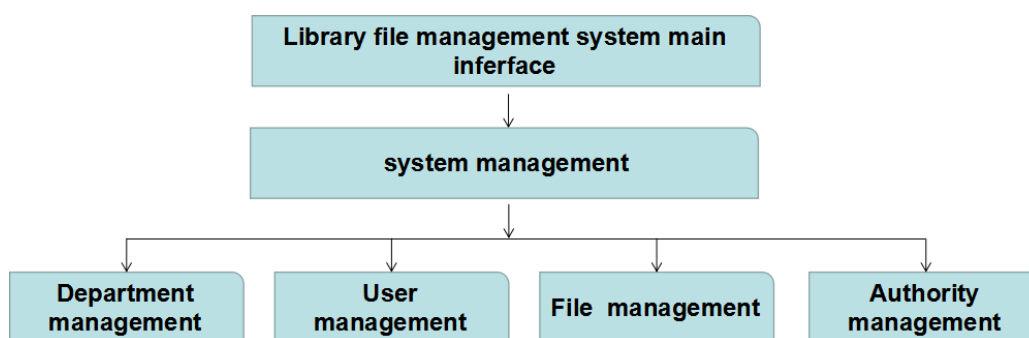 Library file management system main
inferface
system management
Department
management
User
management
File  management
Authority
management